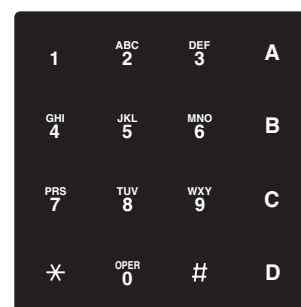 ABC DEF
1 2 3 A
GHI JKL MNO
4 5 6 B
PRS TUV WXY
7 8 9 C
OPER
* 0 # D